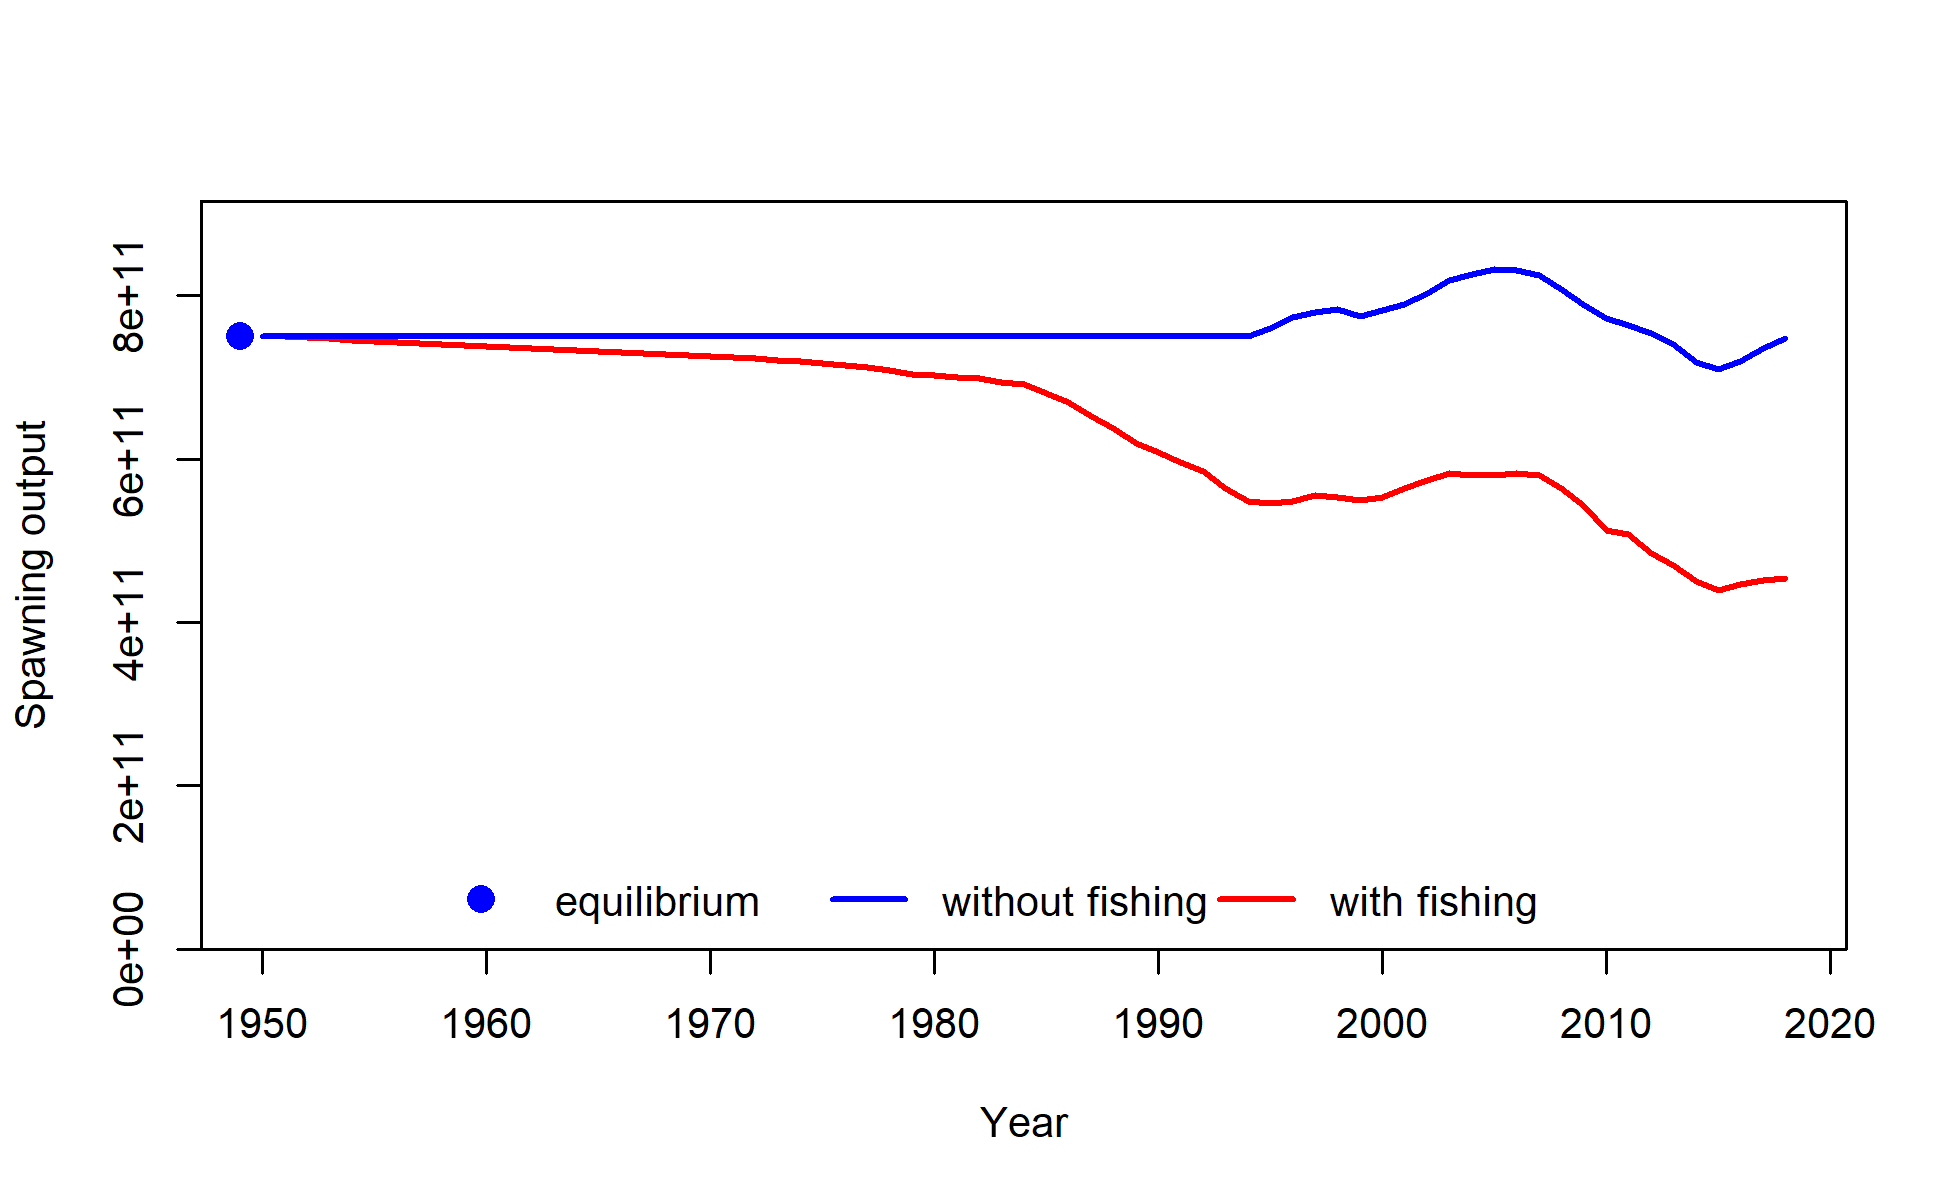 Spawning output
8e+11
6e+11
4e+11
2e+11
0e+00
equilibrium without fishing with fishing
1950 1960 1970 1980 1990 2000 2010 2020
Year